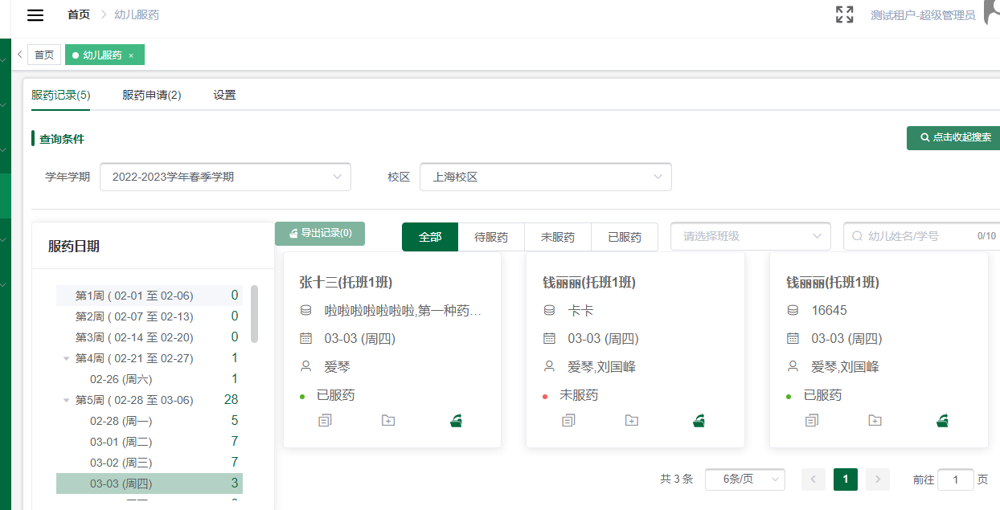 首页 > 幼儿服药
测试租户-超级管理员
首页 幼儿服药 ×
服药记录(5) 服药申请(2) 设置
查询条件
点击收起搜索
学年学期 2022-2023学年春季学期 校区 上海校区
服药日期
导出记录(0) 全部 待服药 未服药 已服药 请选择班级 幼儿姓名/学号 0/10
第1周 ( 02-01 至 02-06) 0
第2周 ( 02-07 至 02-13) 0
第3周 ( 02-14 至 02-20) 0
第4周 ( 02-21 至 02-27) 1
02-26 (周六) 1
第5周 ( 02-28 至 03-06) 28
02-28 (周一) 5
03-01 (周二) 7
03-02 (周三) 7
03-03 (周四) 3
张十三(托班1班)
啦啦啦啦啦啦啦,第一种药...
03-03 (周四)
爱琴
已服药
钱丽丽(托班1班)
卡卡
03-03 (周四)
爱琴,刘国峰
未服药
钱丽丽(托班1班)
16645
03-03 (周四)
爱琴,刘国峰
已服药
共 3 条 6条/页 < 1 > 前往 1 页